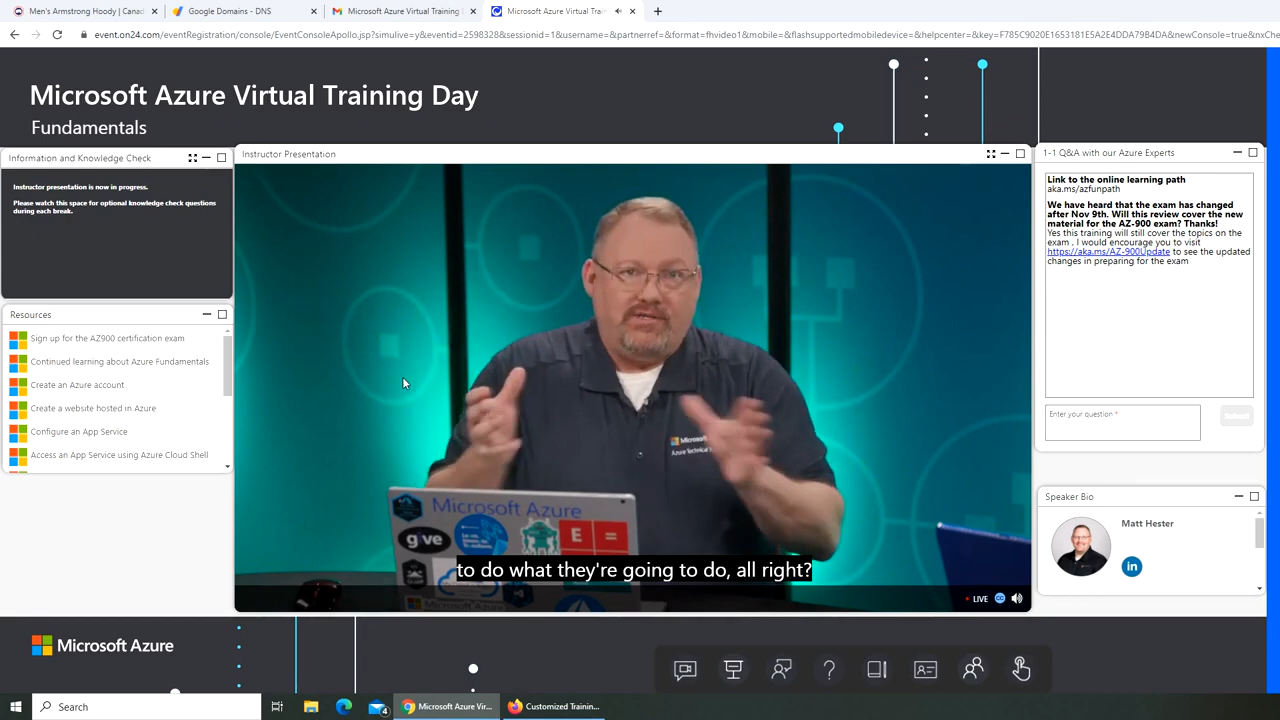 Men's Armstrong Hoody | Canad
Google Domains - DNS
Microsoft Azure Virtual Training
Microsoft Azure Virtual Trai
event.on24.com/eventRegistration/console/EventConsoleApollo.jsp?simulive=y&eventid=2598328&sessionid=1&username=&partnerref=&format=fhvideo1&mobile=&flashsupportedmobiledevice=&helpcenter=&key=F785C9020E1653181E5A2E4DDA79B4DA&newConsole=true&nxChe
Microsoft Azure Virtual Training Day
Fundamentals
Information and Knowledge Check
Instructor presentation is now in progress.
Please watch this space for optional knowledge check questions
during each break.
Resources
Sign up for the AZ900 certification exam
Continued learning about Azure Fundamentals
Create an Azure account
Create a website hosted in Azure
Configure an App Service
Access an App Service using Azure Cloud Shell
Instructor Presentation
Microsoft
Azure Technical
Microsoft Azure
give
E =
Microsoft Azure
to do what they're going to do, all right?
LIVE
CC
1-1 Q&A with our Azure Experts
Link to the online learning path
aka.ms/azfunpath
We have heard that the exam has changed
after Nov 9th. Will this review cover the new
material for the AZ-900 exam? Thanks!
Yes this training will still cover the topics on the
exam , I would encourage you to visit
https://aka.ms/AZ-900Update to see the updated
changes in preparing for the exam
Enter your question *
Submit
Speaker Bio
Matt Hester
in
Microsoft Azure
Search
4
Microsoft Azure Vir...
Customized Trainin...